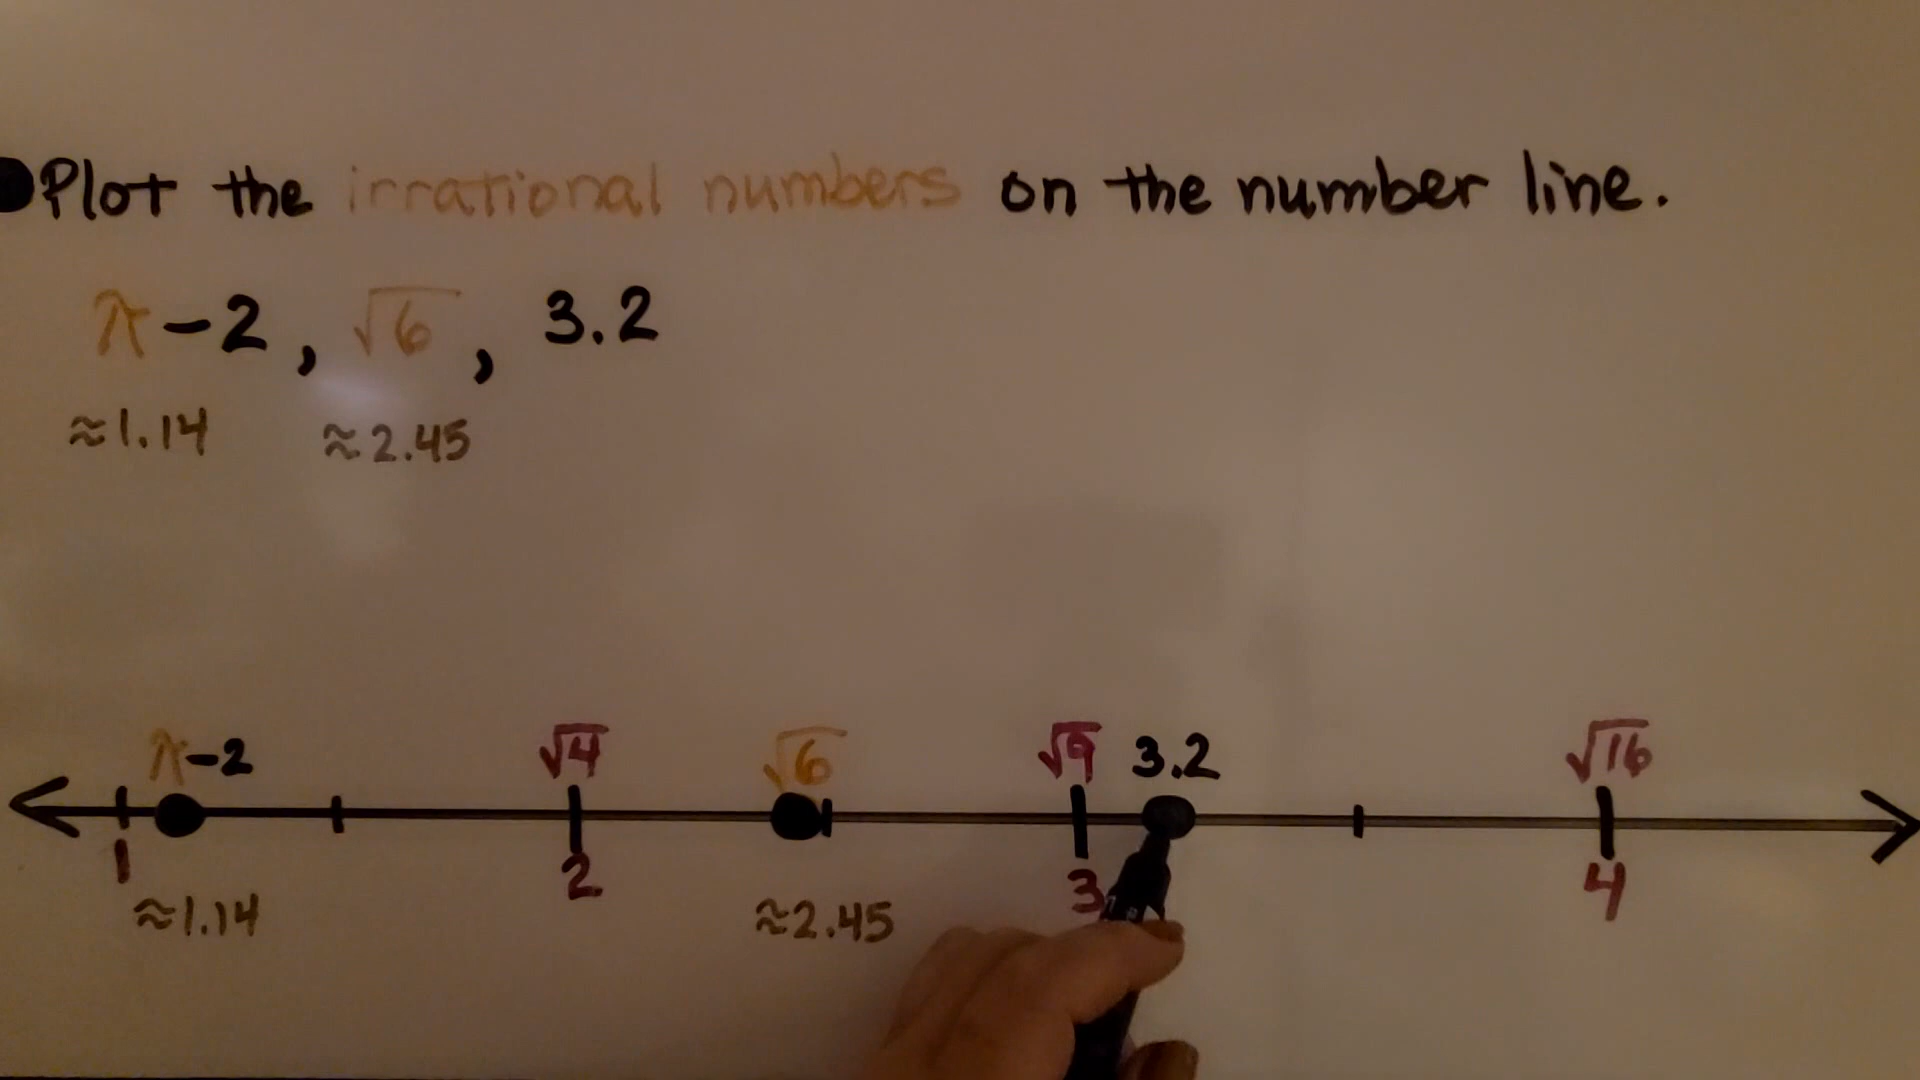 Plot the irrational numbers on the number line.
π-2, √6, 3.2
≈1.14 ≈2.45
π-2 √4 √6 √9 3.2 √16
1 2 3 4
≈1.14 ≈2.45